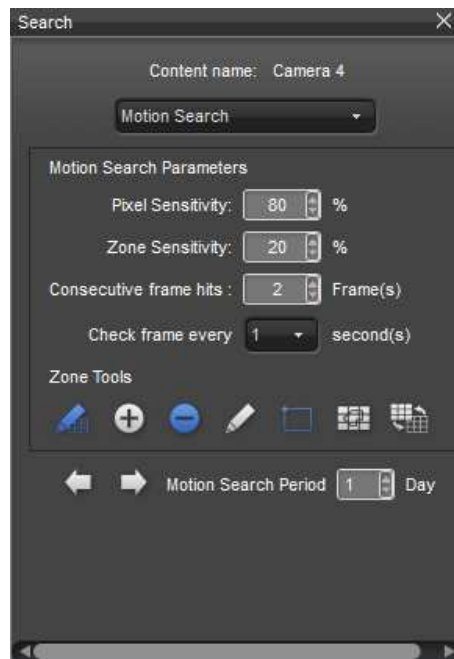 Search
Content name: Camera 4
Motion Search
Motion Search Parameters
Pixel Sensitivity: 80 %
Zone Sensitivity: 20 %
Consecutive frame hits : 2 Frame(s)
Check frame every 1 second(s)
Zone Tools
Motion Search Period 1 Day